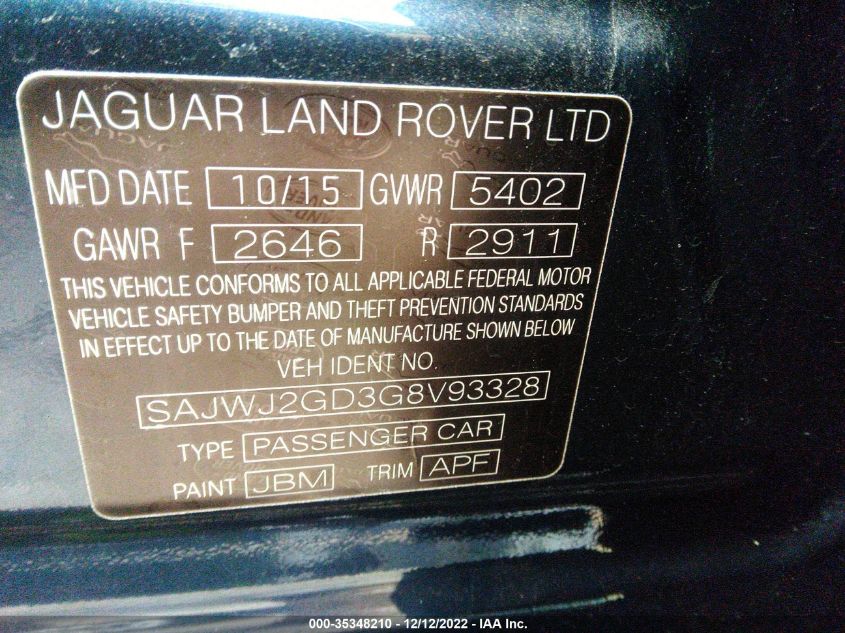 JAGUAR LAND ROVER LTD
MFD DATE 10/15 GVWR 5402
GAWR F 2646 R 2911
THIS VEHICLE CONFORMS TO ALL APPLICABLE FEDERAL MOTOR
VEHICLE SAFETY BUMPER AND THEFT PREVENTION STANDARDS
IN EFFECT UP TO THE DATE OF MANUFACTURE SHOWN BELOW
VEH IDENT NO.
SAJWJ2GD3G8V93328
TYPE PASSENGER CAR
PAINT JBM TRIM APF
000-35348210 - 12/12/2022 - IAA Inc.